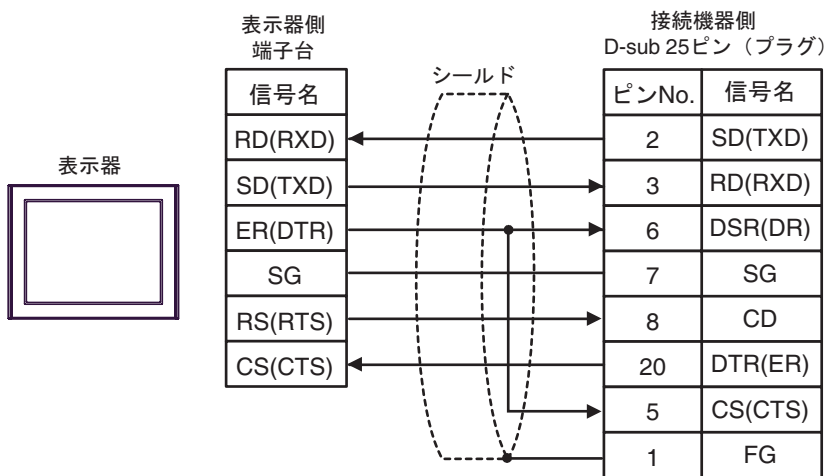 表示器側
端子台
接続機器側
D-sub 25ピン（プラグ）
シールド
信号名
ピンNo. 信号名
RD(RXD) 2 SD(TXD)
表示器
SD(TXD) 3 RD(RXD)
ER(DTR) 6 DSR(DR)
SG 7 SG
RS(RTS) 8 CD
CS(CTS) 20 DTR(ER)
5 CS(CTS)
1 FG